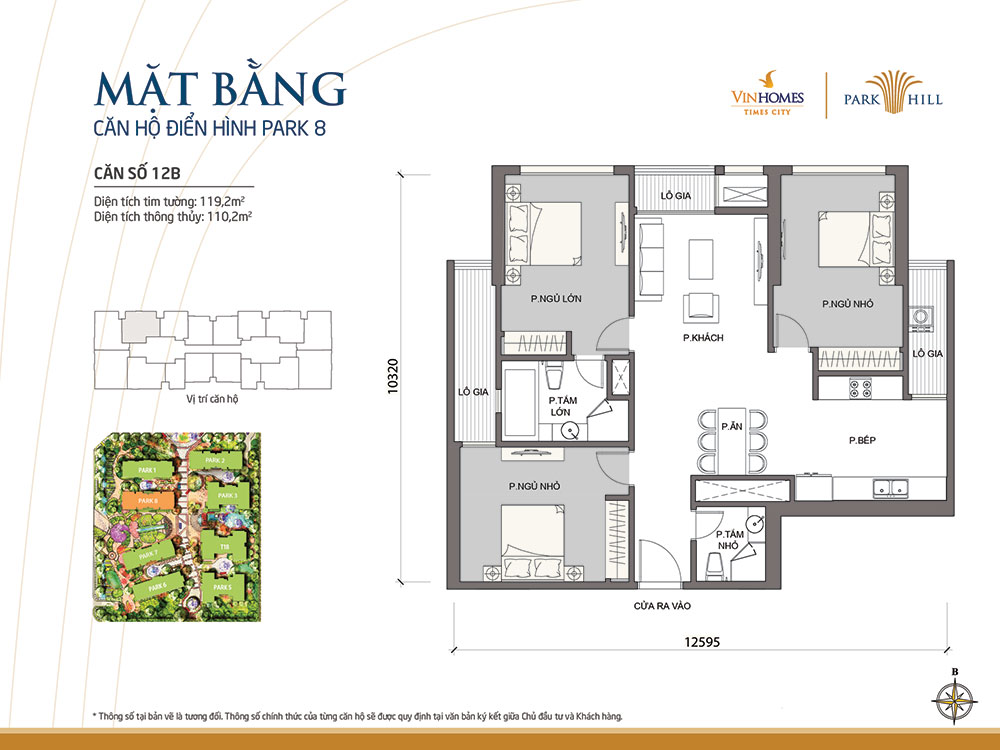 MẶT BẰNG
CĂN HỘ ĐIỂN HÌNH PARK 8
VINHOMES
TIMES CITY
PARK HILL
CĂN SỐ 12B
Diện tích tim tường: 119,2m²
Diện tích thông thủy: 110,2m²
Vị trí căn hộ
PARK 1
PARK 2
PARK 8
PARK 3
PARK 7
T18
PARK 6
PARK 5
10320
LÔ GIA
P.NGỦ LỚN
P.NGỦ NHỎ
P.KHÁCH
LÔ GIA
LÔ GIA
P.TẮM
LỚN
P.ĂN
P.BẾP
P.NGỦ NHỎ
P.TẮM
NHỎ
CỬA RA VÀO
12595
B
* Thông số tại bản vẽ là tương đối. Thông số chính thức của từng căn hộ sẽ được quy định tại văn bản ký kết giữa Chủ đầu tư và Khách hàng.